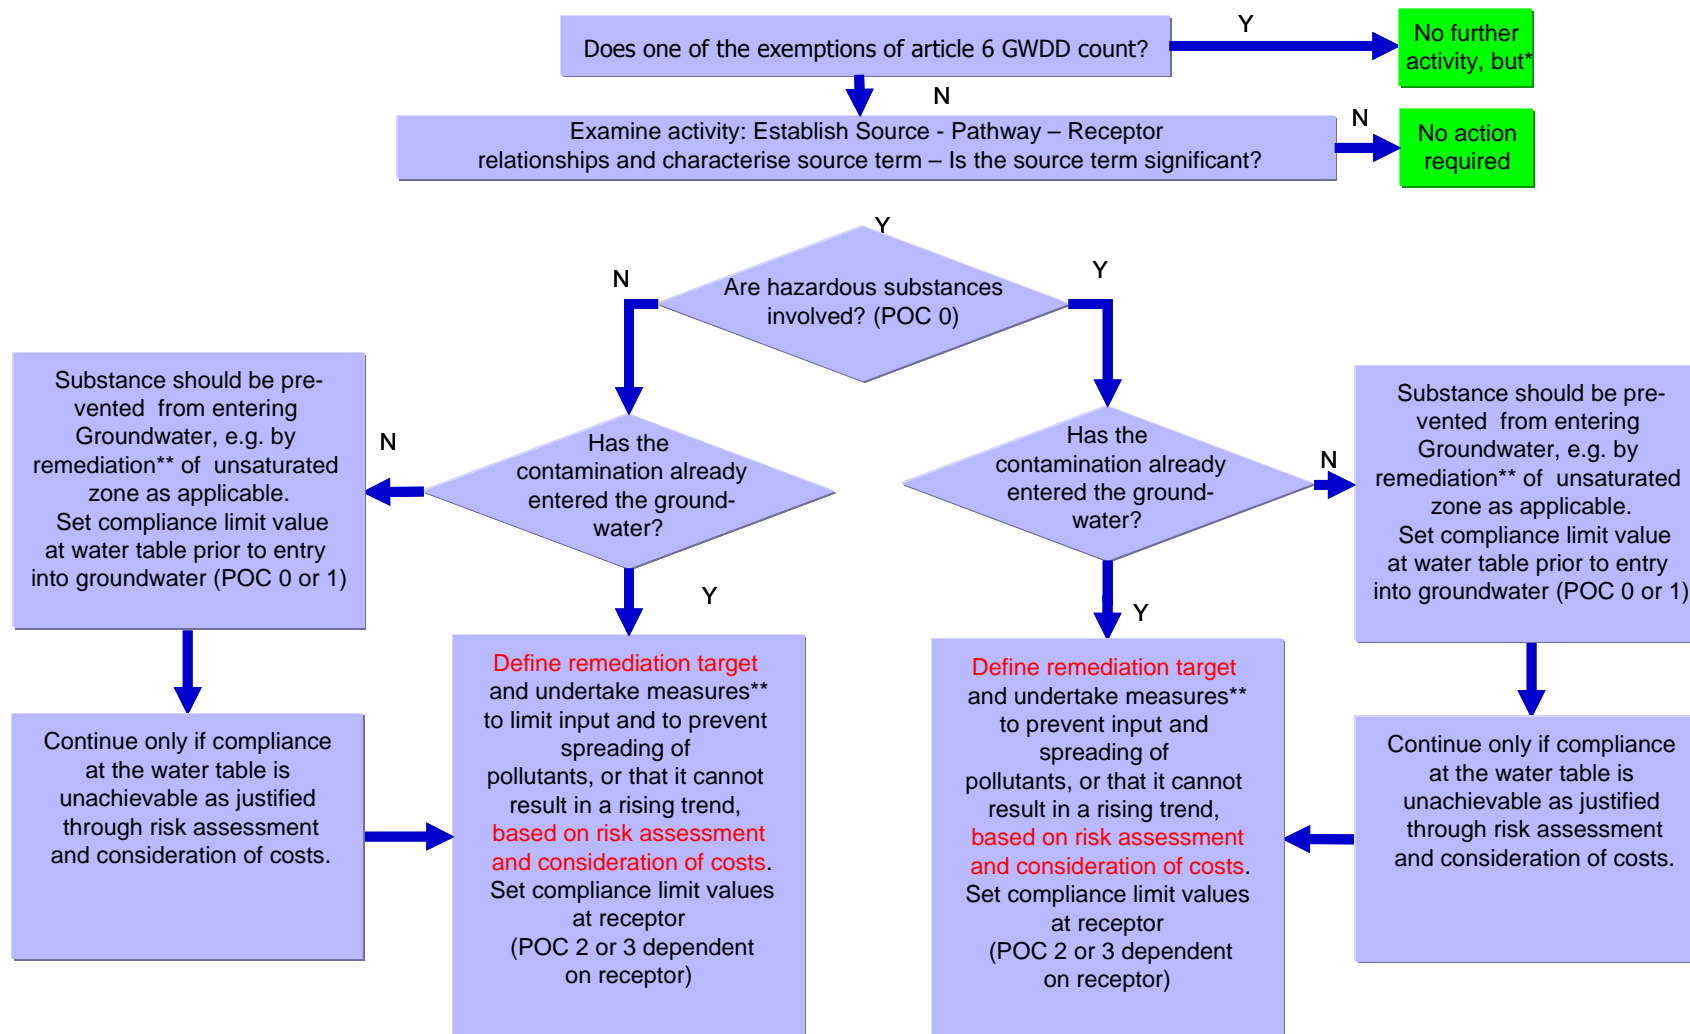 Does one of the exemptions of article 6 GWDD count?
Y
No further
activity, but*
N
Examine activity: Establish Source - Pathway – Receptor
relationships and characterise source term – Is the source term significant?
N
No action
required
Y
Are hazardous substances
involved? (POC 0)
N
Y
Substance should be pre-
vented from entering
Groundwater, e.g. by
remediation** of unsaturated
zone as applicable.
Set compliance limit value
at water table prior to entry
into groundwater (POC 0 or 1)
N
Has the
contamination already
entered the ground-
water?
Y
Has the
contamination already
entered the ground-
water?
N
Y
Substance should be pre-
vented from entering
Groundwater, e.g. by
remediation** of unsaturated
zone as applicable.
Set compliance limit value
at water table prior to entry
into groundwater (POC 0 or 1)
Continue only if compliance
at the water table is
unachievable as justified
through risk assessment
and consideration of costs.
Define remediation target
and undertake measures**
to limit input and to prevent
spreading of
pollutants, or that it cannot
result in a rising trend,
based on risk assessment
and consideration of costs.
Set compliance limit values
at receptor
(POC 2 or 3 dependent
on receptor)
Define remediation target
and undertake measures**
to prevent input and
spreading of
pollutants, or that it cannot
result in a rising trend,
based on risk assessment
and consideration of costs.
Set compliance limit values
at receptor
(POC 2 or 3 dependent
on receptor)
Continue only if compliance
at the water table is
unachievable as justified
through risk assessment
and consideration of costs.